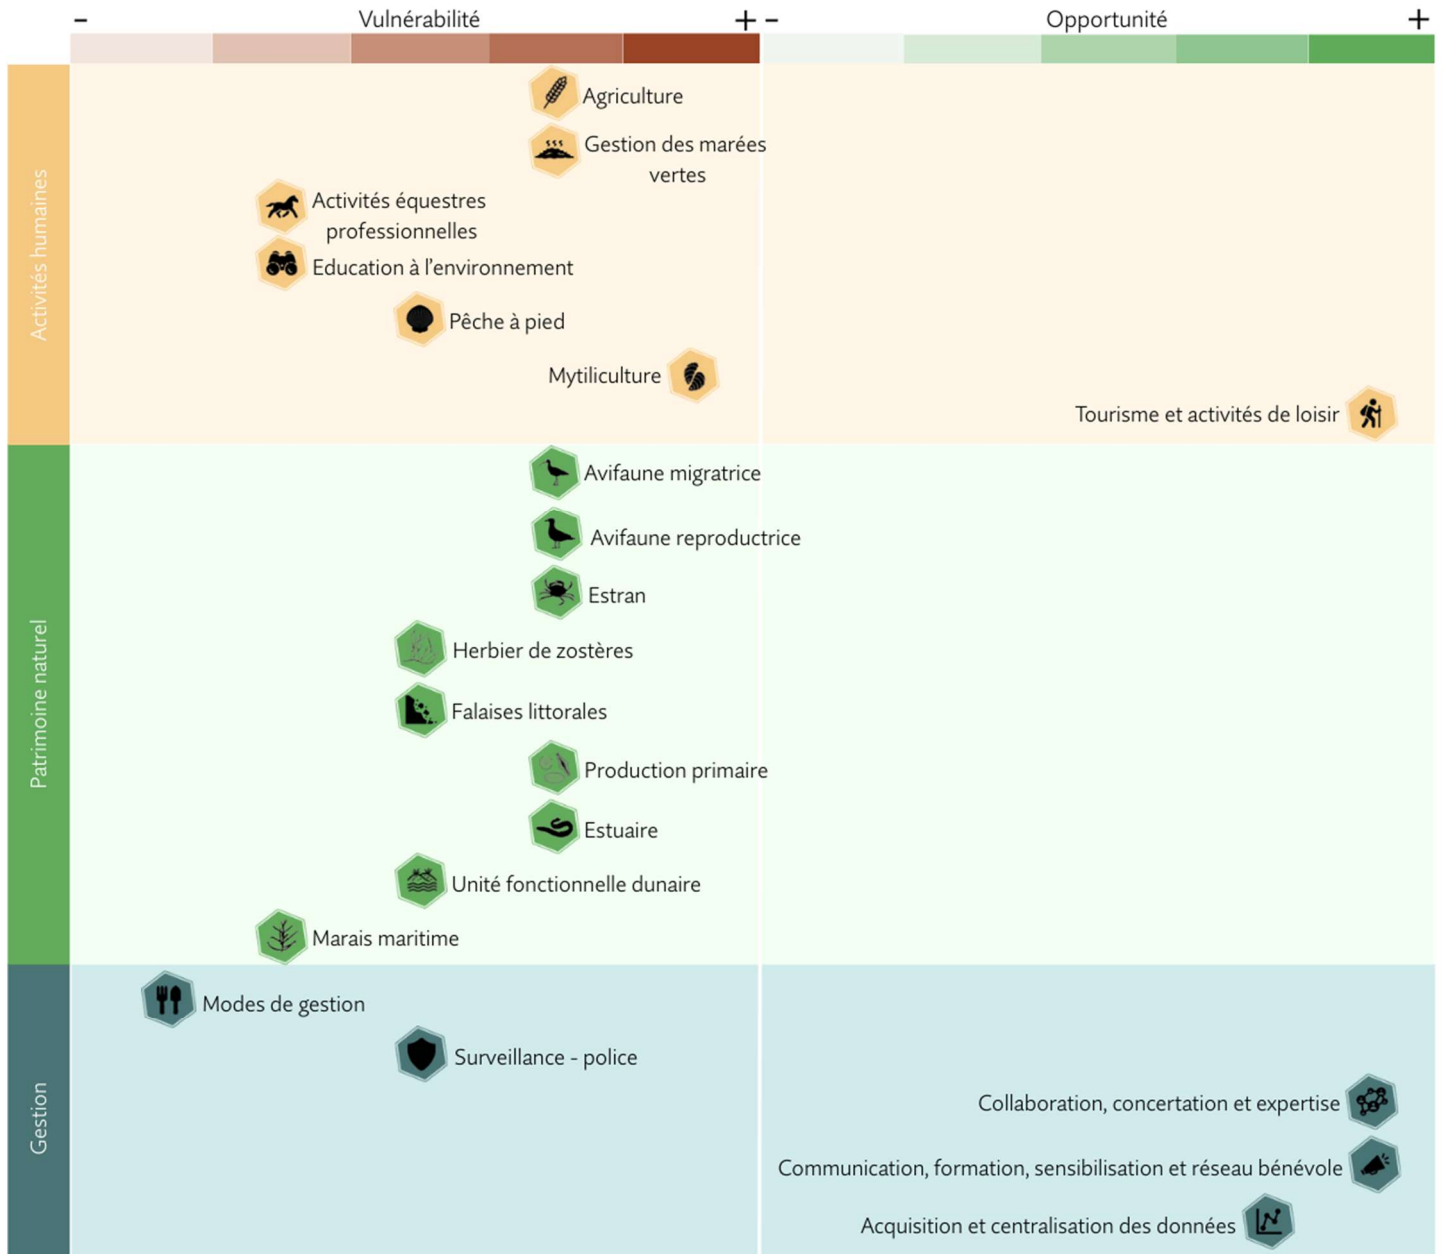 - Vulnérabilité + - Opportunité +
Activités humaines
Agriculture
Gestion des marées
vertes
Activités équestres
professionnelles
Education à l’environnement
Pêche à pied
Mytiliculture
Tourisme et activités de loisir
Patrimoine naturel
Avifaune migratrice
Avifaune reproductrice
Estran
Herbier de zostères
Falaises littorales
Production primaire
Estuaire
Unité fonctionnelle dunaire
Marais maritime
Gestion
Modes de gestion
Surveillance - police
Collaboration, concertation et expertise
Communication, formation, sensibilisation et réseau bénévole
Acquisition et centralisation des données